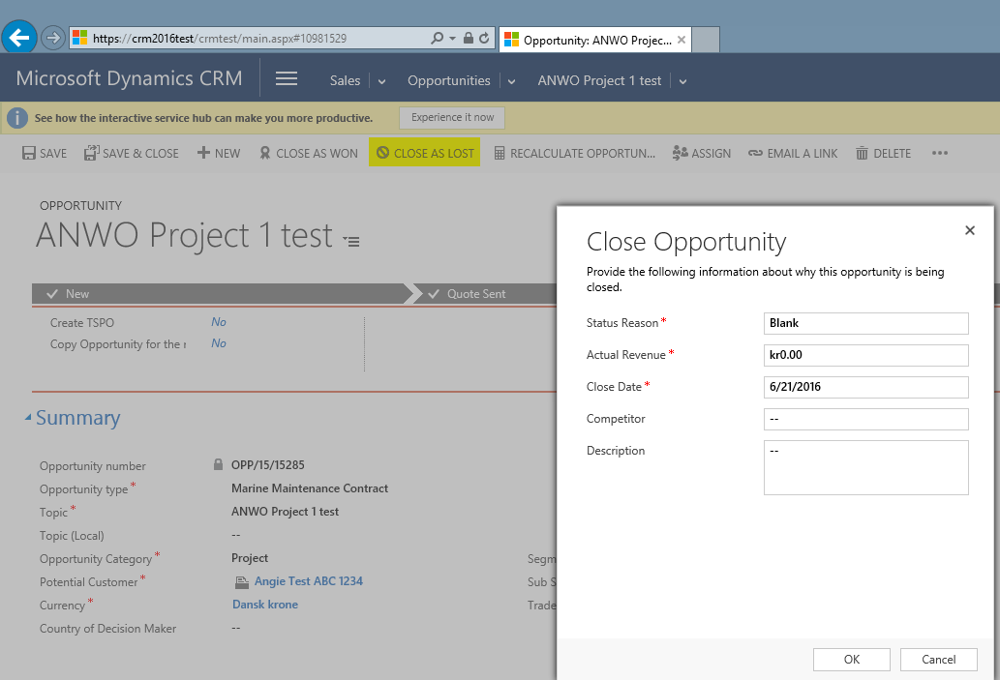 https://crm2016test/crmtest/main.aspx#10981529
Opportunity: ANWO Projec...
Microsoft Dynamics CRM
Sales
Opportunities
ANWO Project 1 test
See how the interactive service hub can make you more productive.
Experience it now
SAVE
SAVE & CLOSE
NEW
CLOSE AS WON
CLOSE AS LOST
RECALCULATE OPPORTUN...
ASSIGN
EMAIL A LINK
DELETE
OPPORTUNITY
ANWO Project 1 test
New
Quote Sent
Create TSPO No
Copy Opportunity for the r No
Summary
Opportunity number OPP/15/15285
Opportunity type* Marine Maintenance Contract
Topic* ANWO Project 1 test
Topic (Local) --
Opportunity Category* Project
Potential Customer* Angie Test ABC 1234
Currency* Dansk krone
Country of Decision Maker --
Segm
Sub S
Trade
Close Opportunity
Provide the following information about why this opportunity is being
closed.
Status Reason* Blank
Actual Revenue* kr0.00
Close Date* 6/21/2016
Competitor --
Description --
OK
Cancel